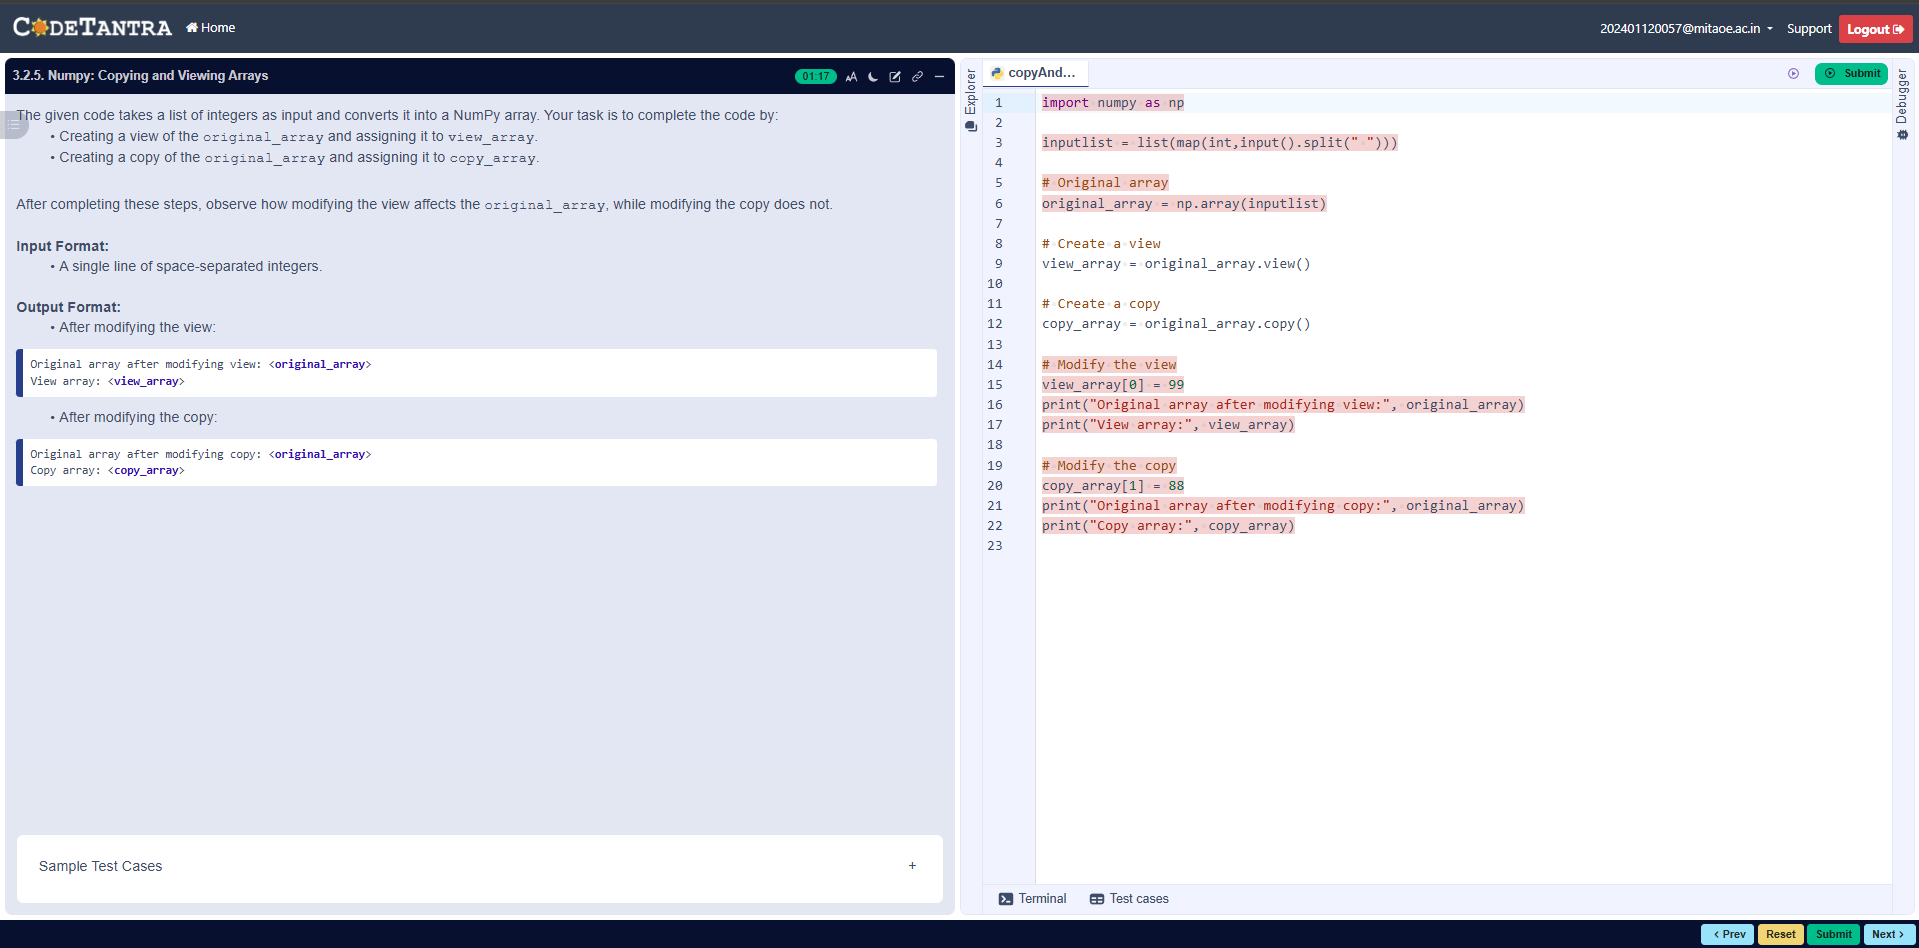 CODETANTRA
Home
202401120057@mitaoe.ac.in
Support
Logout
3.2.5. Numpy: Copying and Viewing Arrays
01:17
AA
The given code takes a list of integers as input and converts it into a NumPy array. Your task is to complete the code by:
• Creating a view of the original_array and assigning it to view_array.
• Creating a copy of the original_array and assigning it to copy_array.
After completing these steps, observe how modifying the view affects the original_array, while modifying the copy does not.
Input Format:
• A single line of space-separated integers.
Output Format:
• After modifying the view:
Original array after modifying view: <original_array>
View array: <view_array>
• After modifying the copy:
Original array after modifying copy: <original_array>
Copy array: <copy_array>
Sample Test Cases
+
Explorer
copyAnd...
Submit
Debugger
1 import numpy as np
2
3 inputlist = list(map(int,input().split(" ")))
4
5 # Original array
6 original_array = np.array(inputlist)
7
8 # Create a view
9 view_array = original_array.view()
10
11 # Create a copy
12 copy_array = original_array.copy()
13
14 # Modify the view
15 view_array[0] = 99
16 print("Original array after modifying view:", original_array)
17 print("View array:", view_array)
18
19 # Modify the copy
20 copy_array[1] = 88
21 print("Original array after modifying copy:", original_array)
22 print("Copy array:", copy_array)
23
Terminal
Test cases
< Prev
Reset
Submit
Next >